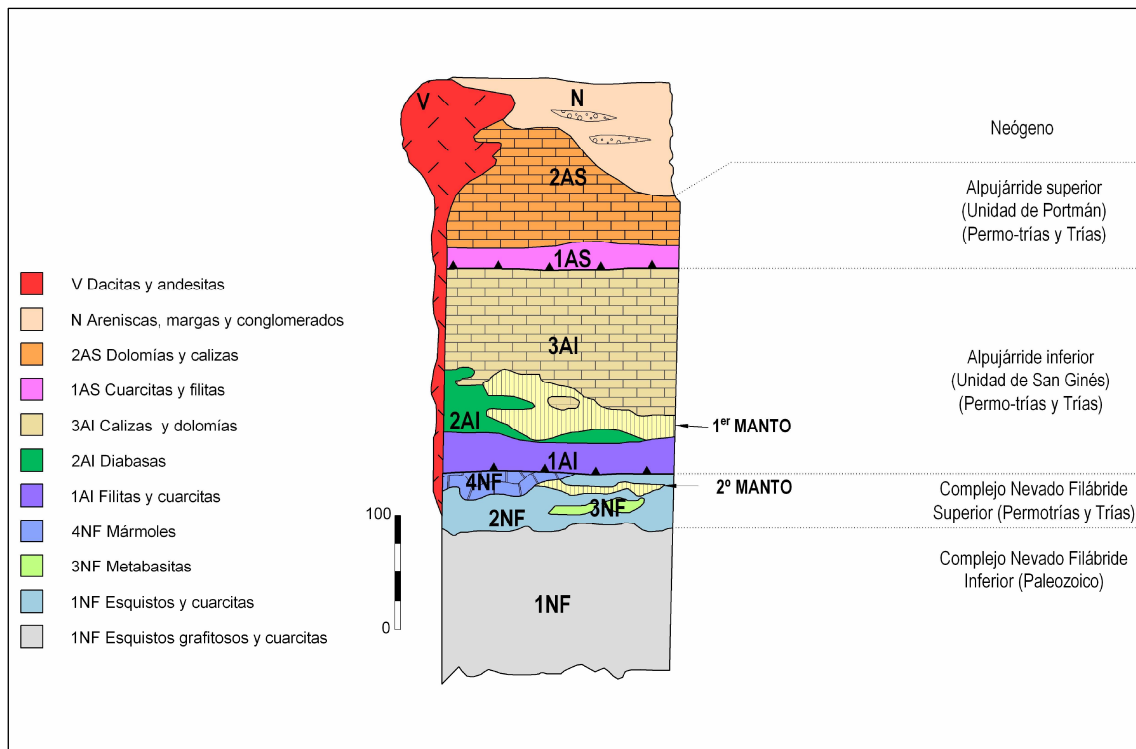 V
N
2AS
1AS
3AI
2AI
1AI
4NF
3NF
2NF
1NF
1er MANTO
2º MANTO
Neógeno
Alpujárride superior
(Unidad de Portmán)
(Permo-trías y Trías)
Alpujárride inferior
(Unidad de San Ginés)
(Permo-trías y Trías)
Complejo Nevado Filábride
Superior (Permotrías y Trías)
Complejo Nevado Filábride
Inferior (Paleozoico)
V Dacitas y andesitas
N Areniscas, margas y conglomerados
2AS Dolomías y calizas
1AS Cuarcitas y filitas
3AI Calizas y dolomías
2AI Diabasas
1AI Filitas y cuarcitas
4NF Mármoles
3NF Metabasitas
1NF Esquistos y cuarcitas
1NF Esquistos grafitosos y cuarcitas
100
0